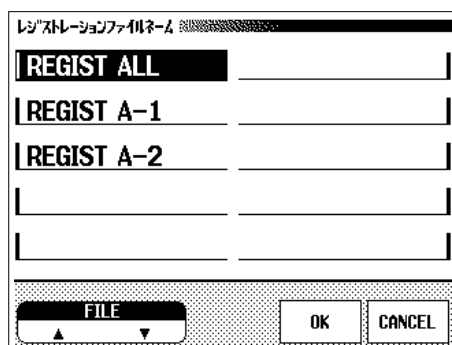 レジストレーションファイルネーム
REGIST ALL
REGIST A-1
REGIST A-2
FILE
▲ ▼
OK
CANCEL